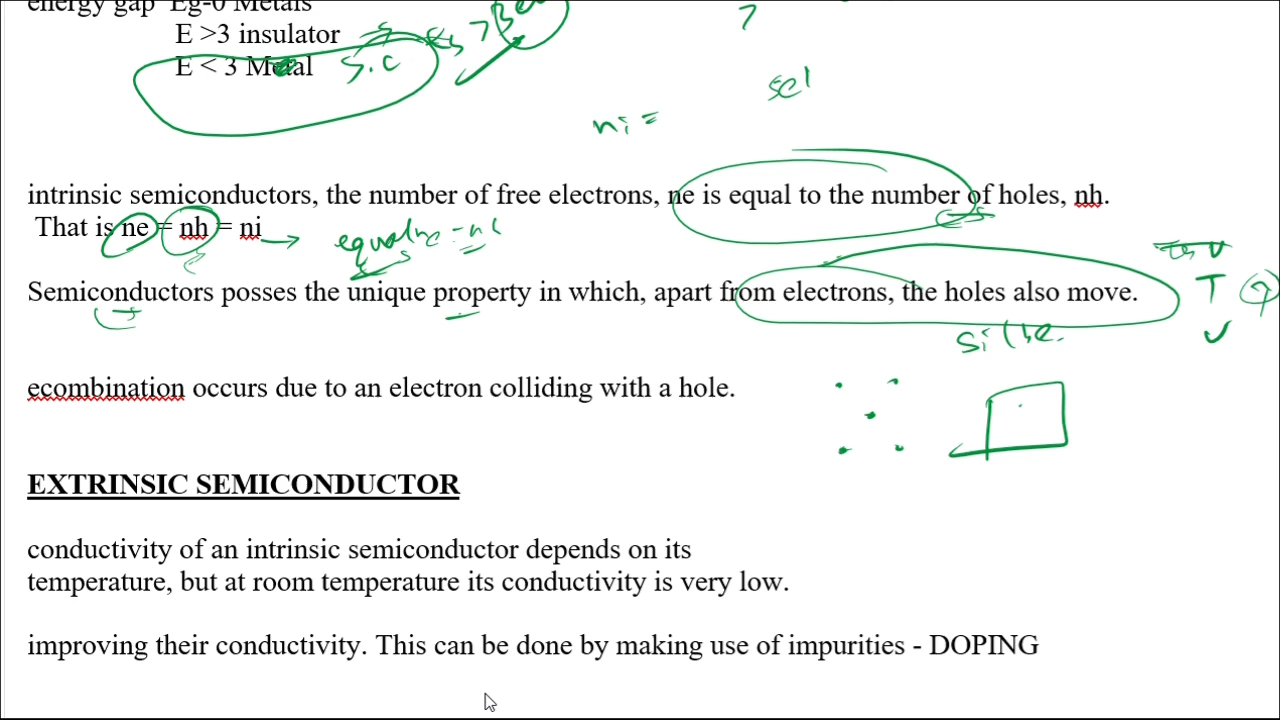 energy gap Eg-0 Metals
E >3 insulator
E < 3 Metal S.C
ni =
intrinsic semiconductors, the number of free electrons, ne is equal to the number of holes, nh.
That is ne = nh = ni
Semiconductors posses the unique property in which, apart from electrons, the holes also move.
T
ecombination occurs due to an electron colliding with a hole.
EXTRINSIC SEMICONDUCTOR
conductivity of an intrinsic semiconductor depends on its
temperature, but at room temperature its conductivity is very low.
improving their conductivity. This can be done by making use of impurities - DOPING